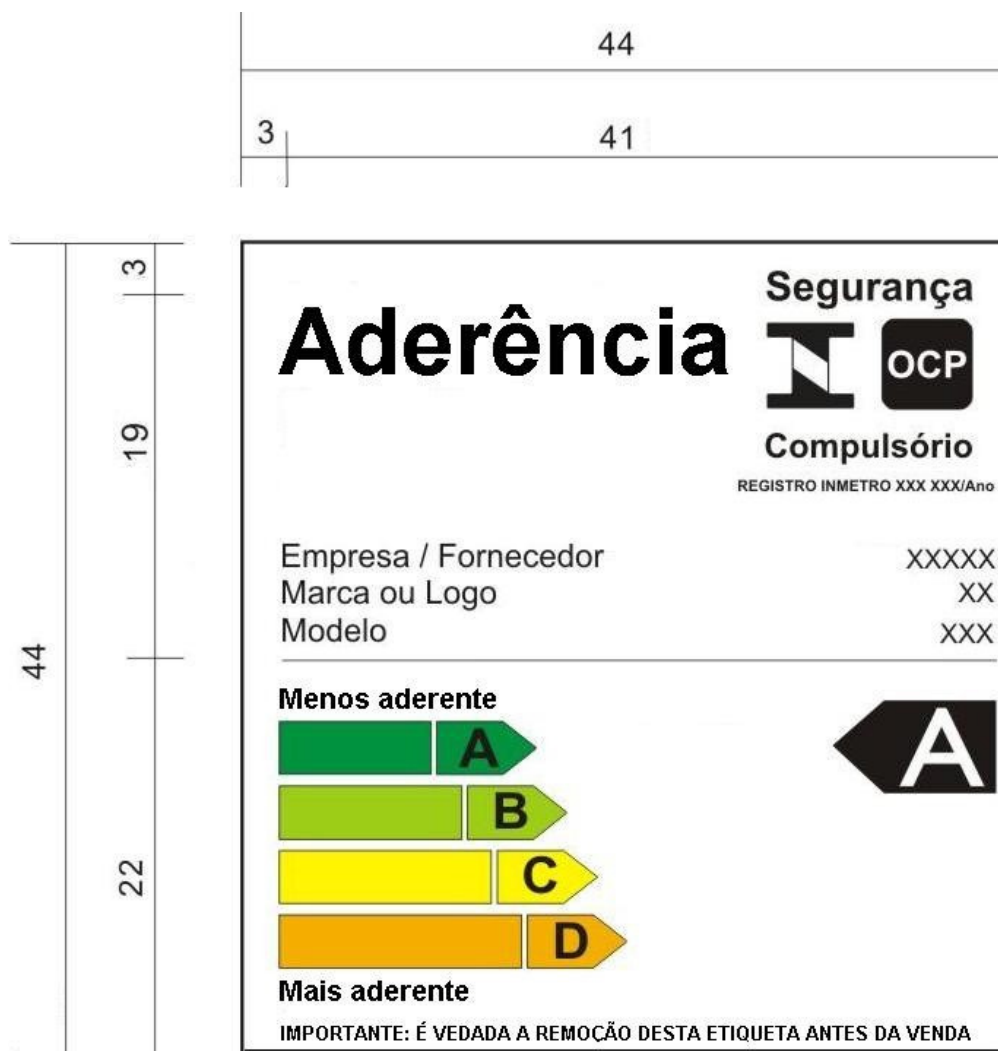 44
3
41
3
19
44
22
Aderência
Segurança
OCP
Compulsório
REGISTRO INMETRO XXX XXX/Ano
Empresa / Fornecedor XXXXX
Marca ou Logo XX
Modelo XXX
Menos aderente
A
A
B
C
D
Mais aderente
IMPORTANTE: É VEDADA A REMOÇÃO DESTA ETIQUETA ANTES DA VENDA